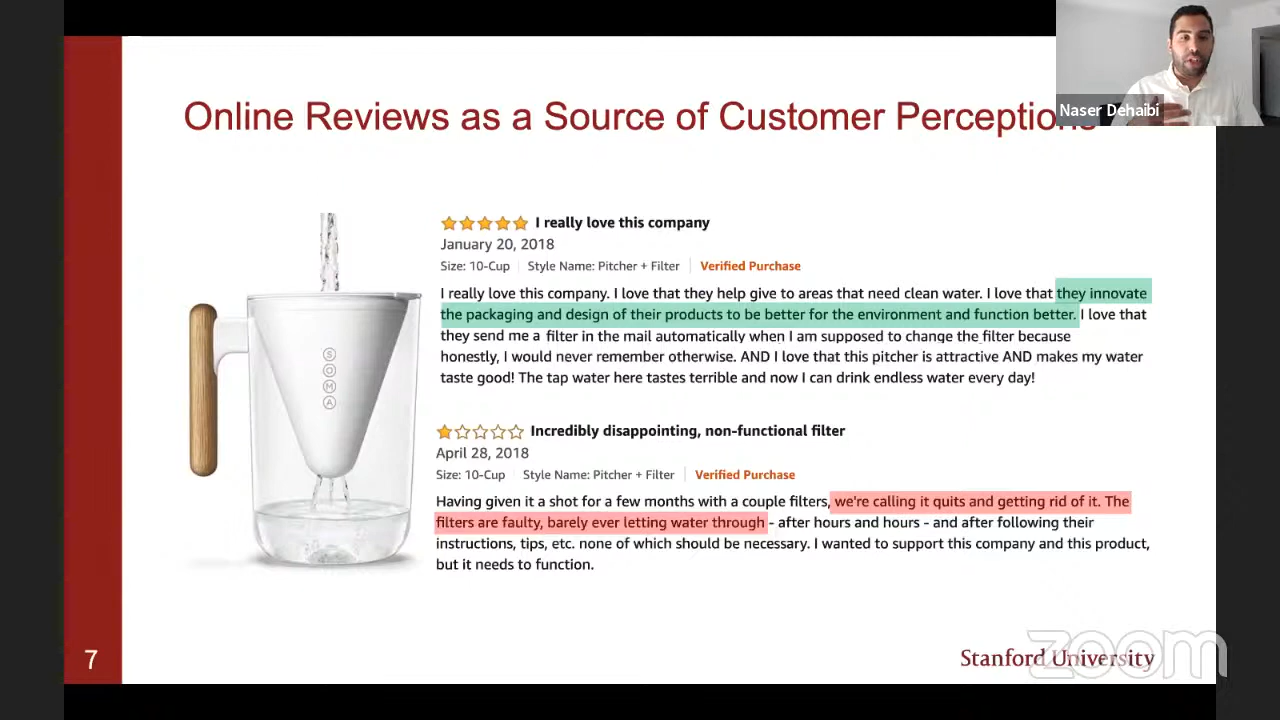 Online Reviews as a Source of Customer Perceptions
Naser Dehaibi
I really love this company
January 20, 2018
Size: 10-Cup Style Name: Pitcher + Filter Verified Purchase
I really love this company. I love that they help give to areas that need clean water. I love that they innovate
the packaging and design of their products to be better for the environment and function better. I love that
they send me a filter in the mail automatically when I am supposed to change the filter because
honestly, I would never remember otherwise. AND I love that this pitcher is attractive AND makes my water
taste good! The tap water here tastes terrible and now I can drink endless water every day!
SOMA
Incredibly disappointing, non-functional filter
April 28, 2018
Size: 10-Cup Style Name: Pitcher + Filter Verified Purchase
Having given it a shot for a few months with a couple filters, we're calling it quits and getting rid of it. The
filters are faulty, barely ever letting water through - after hours and hours - and after following their
instructions, tips, etc. none of which should be necessary. I wanted to support this company and this product,
but it needs to function.
7
Stanford University
zoom